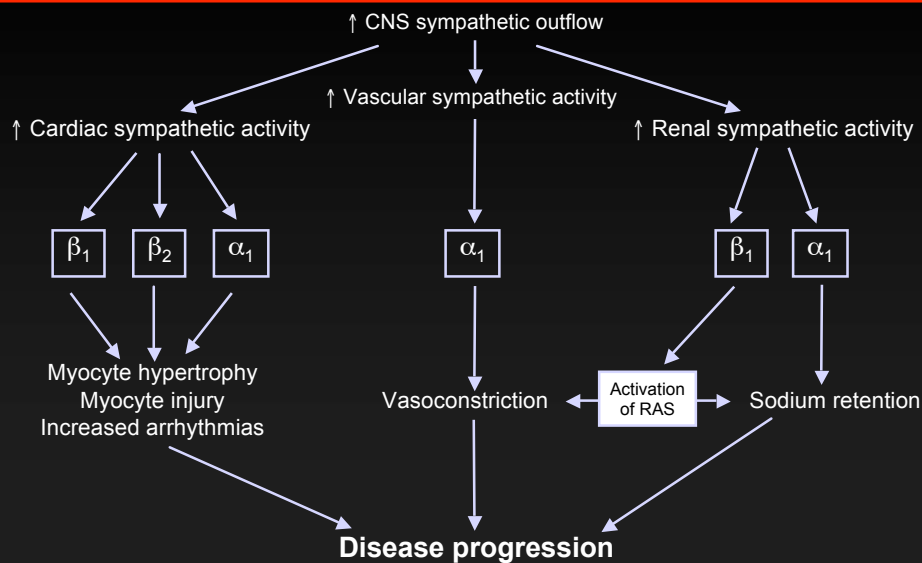 ↑ CNS sympathetic outflow
↑ Vascular sympathetic activity
↑ Cardiac sympathetic activity
↑ Renal sympathetic activity
β₁
β₂
α₁
α₁
β₁
α₁
Myocyte hypertrophy
Myocyte injury
Increased arrhythmias
Vasoconstriction
Activation
of RAS
Sodium retention
Disease progression